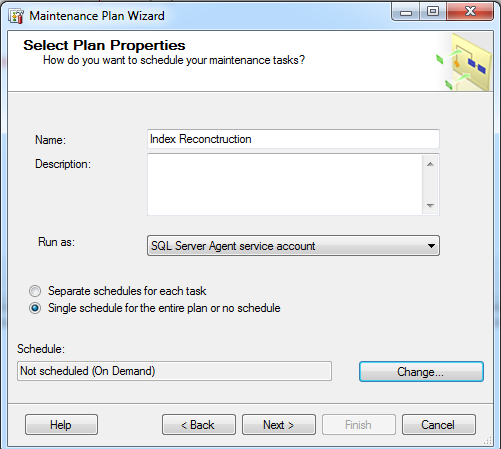 Maintenance Plan Wizard
Select Plan Properties
How do you want to schedule your maintenance tasks?
Name:
Index Reconctruction
Description:
Run as:
SQL Server Agent service account
Separate schedules for each task
Single schedule for the entire plan or no schedule
Schedule:
Not scheduled (On Demand)
Change...
Help
< Back
Next >
Finish
Cancel